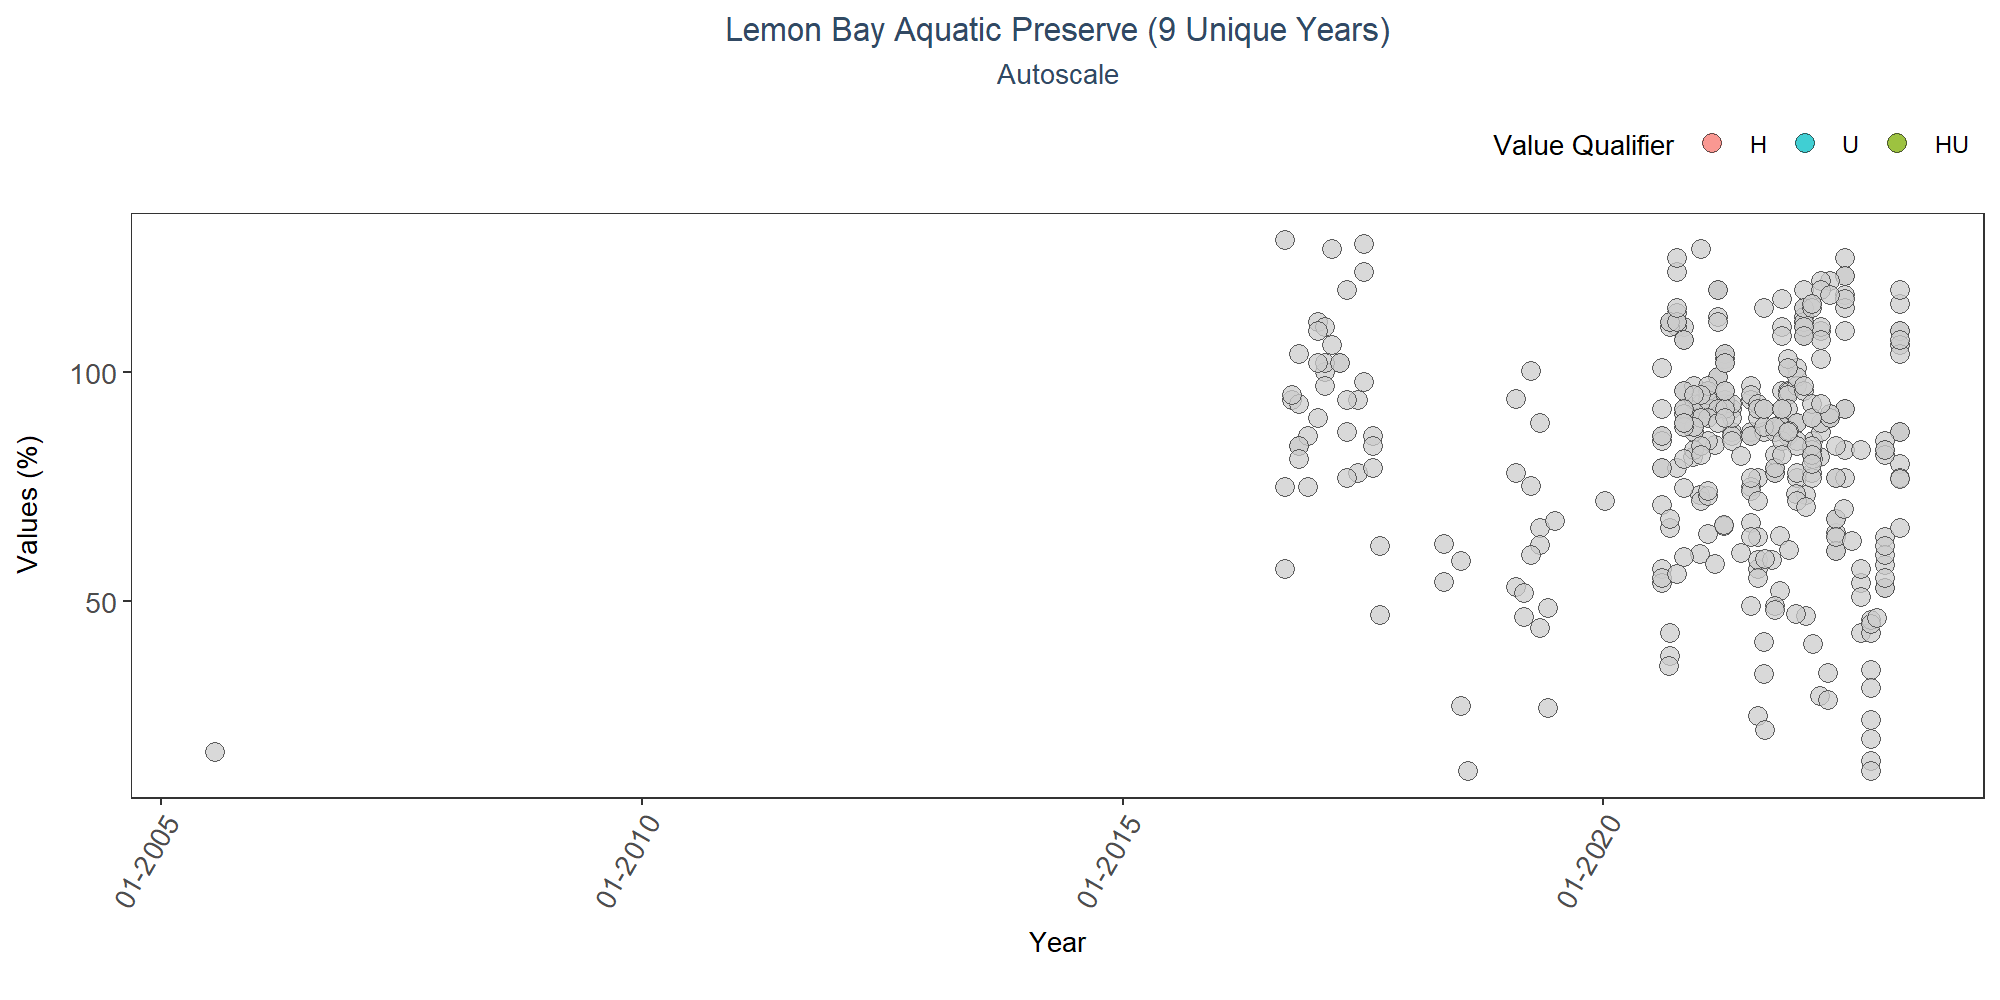 Lemon Bay Aquatic Preserve (9 Unique Years)
Autoscale
Value Qualifier H U HU
Values (%)
100
50
01-2005 01-2010 01-2015 01-2020
Year